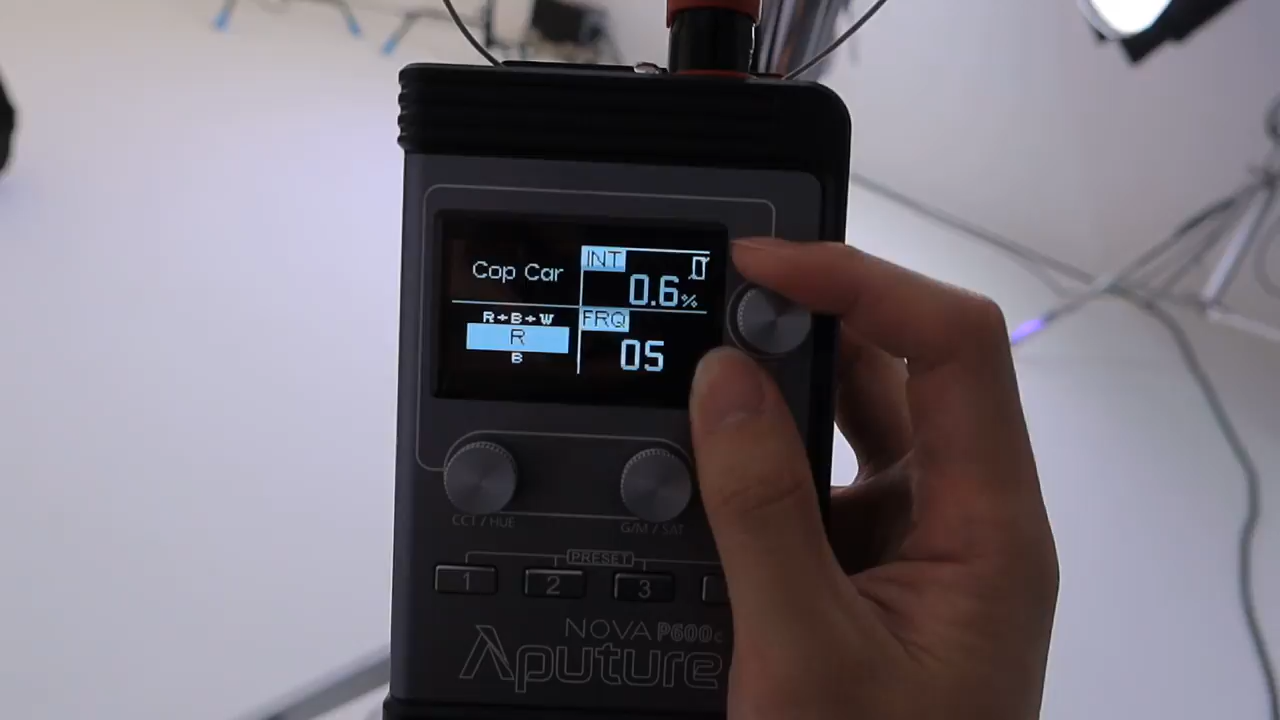 Cop Car
INT
0.6%
R+B+W
R
B
FRQ
05
CCT / HUE
G/M / SAT
PRESET
1 2 3
NOVA P600c
Aputure